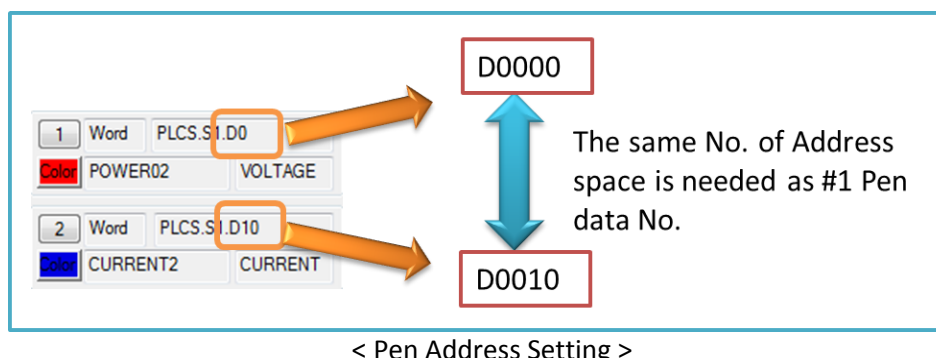 D0000
1 Word PLCS.S1.D0
Color POWER02 VOLTAGE
The same No. of Address
space is needed as #1 Pen
data No.
2 Word PLCS.S1.D10
Color CURRENT2 CURRENT
D0010
< Pen Address Setting >